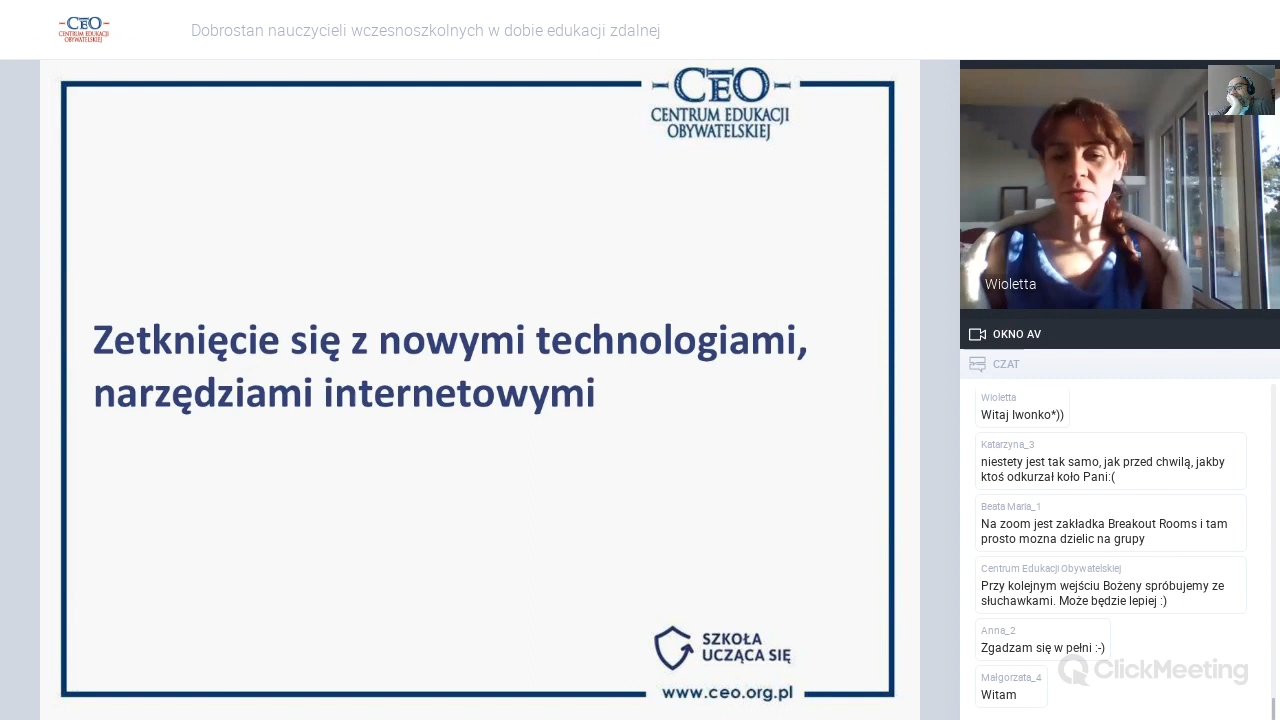 CEO
CENTRUM EDUKACJI
OBYWATELSKIEJ
Dobrostan nauczycieli wczesnoszkolnych w dobie edukacji zdalnej
CEO
CENTRUM EDUKACJI
OBYWATELSKIEJ
Zetknięcie się z nowymi technologiami,
narzędziami internetowymi
SZKOŁA
UCZĄCA SIĘ
www.ceo.org.pl
Wioletta
OKNO AV
CZAT
Wioletta
Witaj Iwonko*))
Katarzyna_3
niestety jest tak samo, jak przed chwilą, jakby
ktoś odkurzał koło Pani:(
Beata Maria_1
Na zoom jest zakładka Breakout Rooms i tam
prosto mozna dzielic na grupy
Centrum Edukacji Obywatelskiej
Przy kolejnym wejściu Bożeny spróbujemy ze
słuchawkami. Może będzie lepiej :)
Anna_2
Zgadzam się w pełni :-)
Małgorzata_4
Witam
ClickMeeting